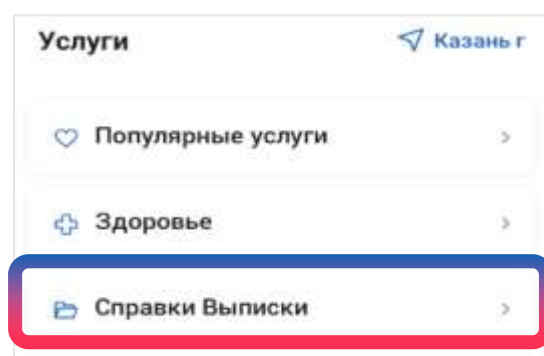 Услуги
Казань г
Популярные услуги
Здоровье
Справки Выписки